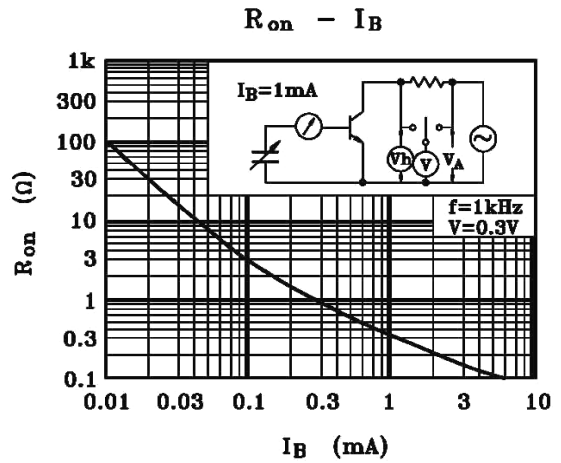 Ron – IB
Ron (Ω)
1k
300
100
30
10
3
1
0.3
0.1
IB=1mA
Vb
V
VA
f=1kHz
V=0.3V
0.01
0.03
0.1
0.3
1
3
10
IB (mA)